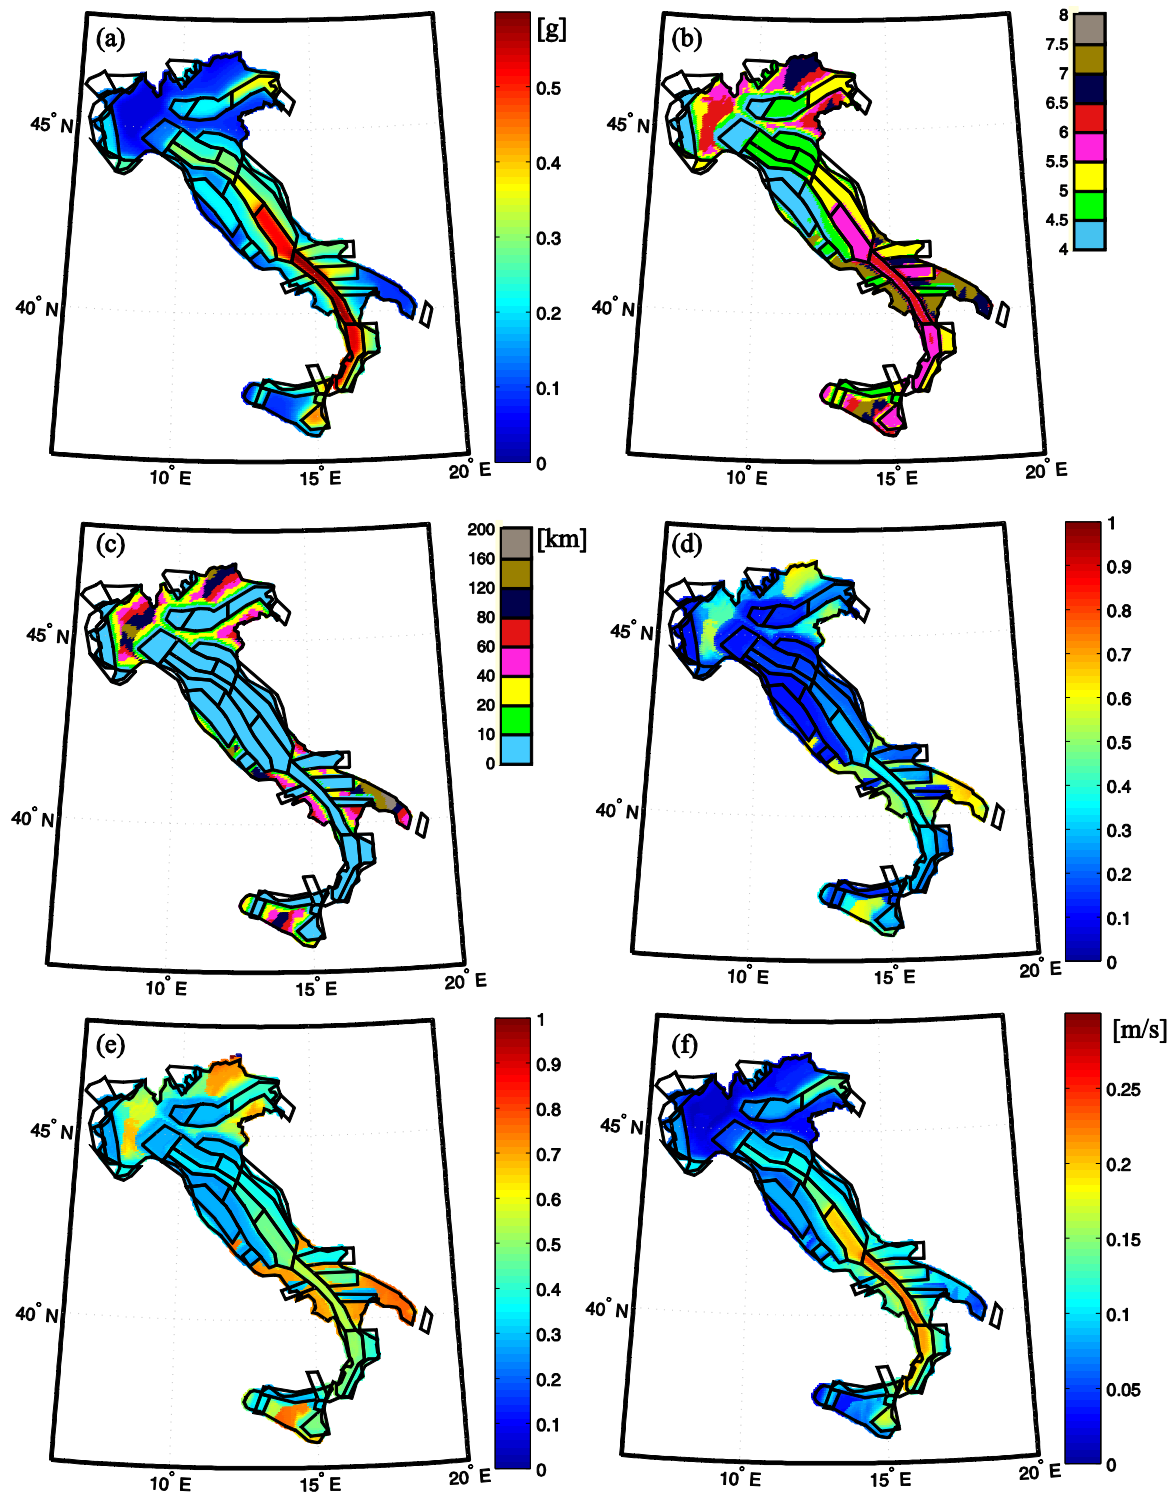 (a)
[g]
0.5
0.4
0.3
0.2
0.1
0
45° N
40° N
10° E
15° E
20° E
(b)
8
7.5
7
6.5
6
5.5
5
4.5
4
45° N
40° N
10° E
15° E
20° E
(c)
[km]
200
160
120
80
60
40
20
10
0
45° N
40° N
10° E
15° E
20° E
(d)
1
0.9
0.8
0.7
0.6
0.5
0.4
0.3
0.2
0.1
0
45° N
40° N
10° E
15° E
20° E
(e)
1
0.9
0.8
0.7
0.6
0.5
0.4
0.3
0.2
0.1
0
45° N
40° N
10° E
15° E
20° E
(f)
[m/s]
0.25
0.2
0.15
0.1
0.05
0
45° N
40° N
10° E
15° E
20° E